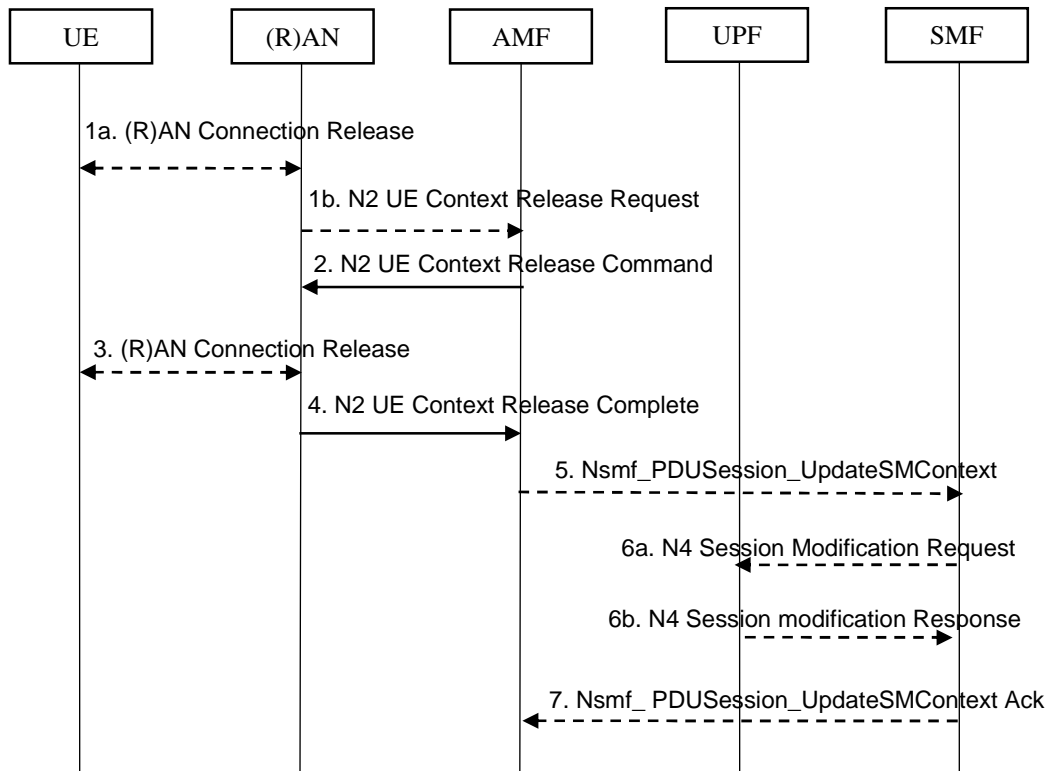 UE
(R)AN
AMF
UPF
SMF
1a. (R)AN Connection Release
1b. N2 UE Context Release Request
2. N2 UE Context Release Command
3. (R)AN Connection Release
4. N2 UE Context Release Complete
5. Nsmf_PDUSession_UpdateSMContext
6a. N4 Session Modification Request
6b. N4 Session modification Response
7. Nsmf_ PDUSession_UpdateSMContext Ack